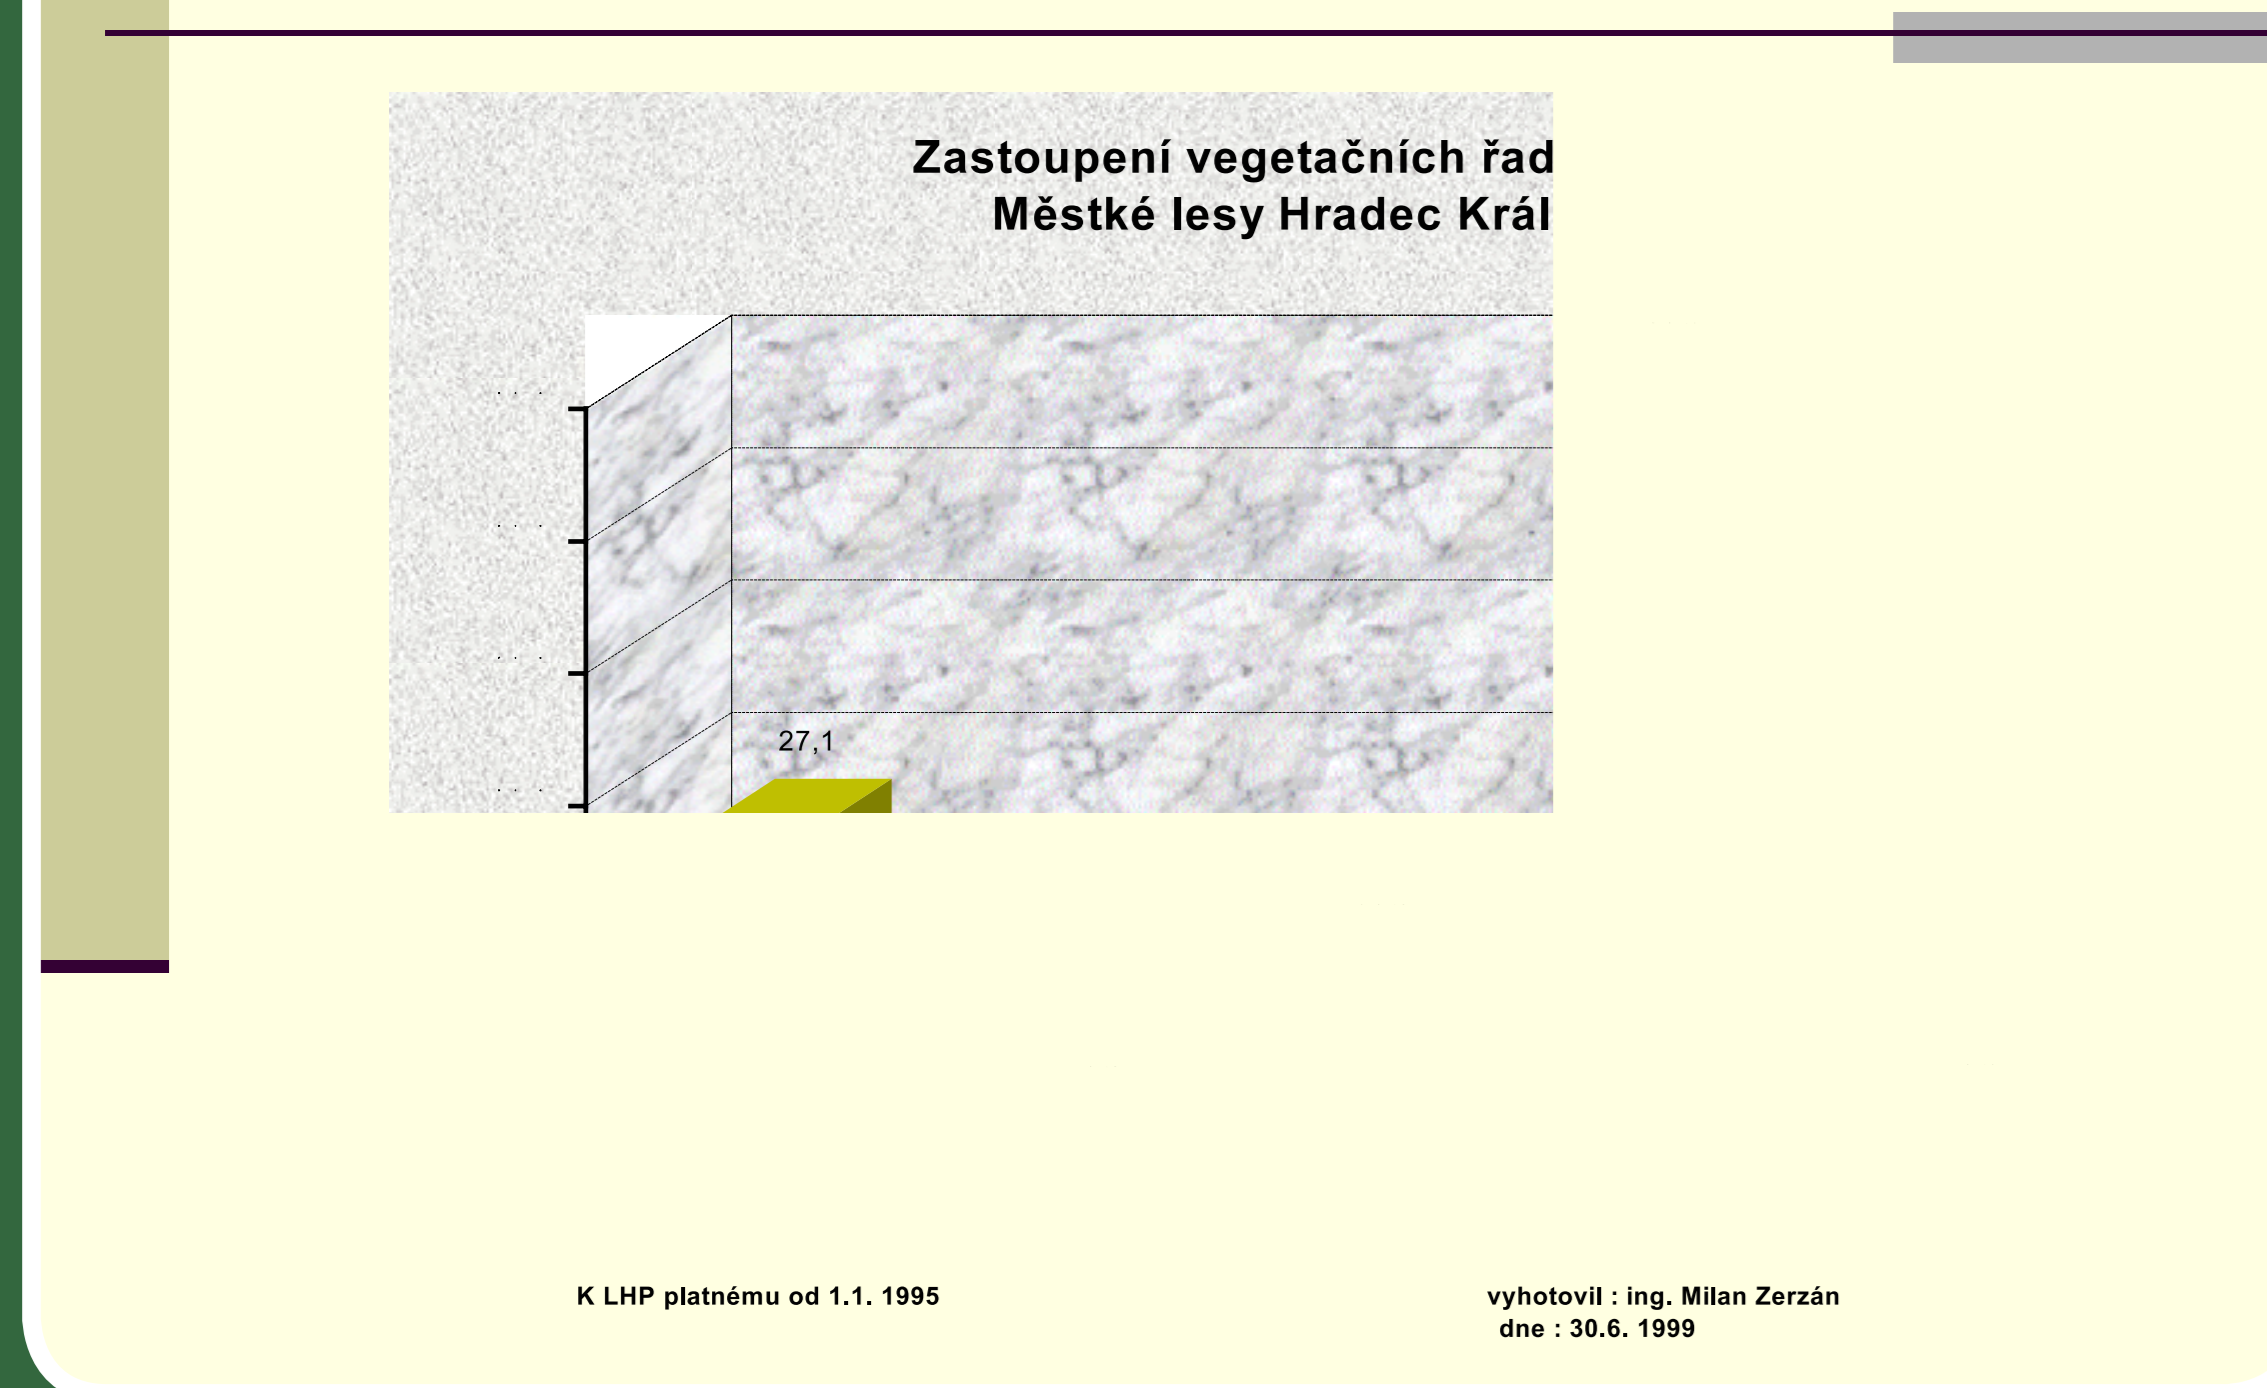 Zastoupení vegetačních řad
Městké lesy Hradec Král
27,1
K LHP platnému od 1.1. 1995
vyhotovil : ing. Milan Zerzán
dne : 30.6. 1999